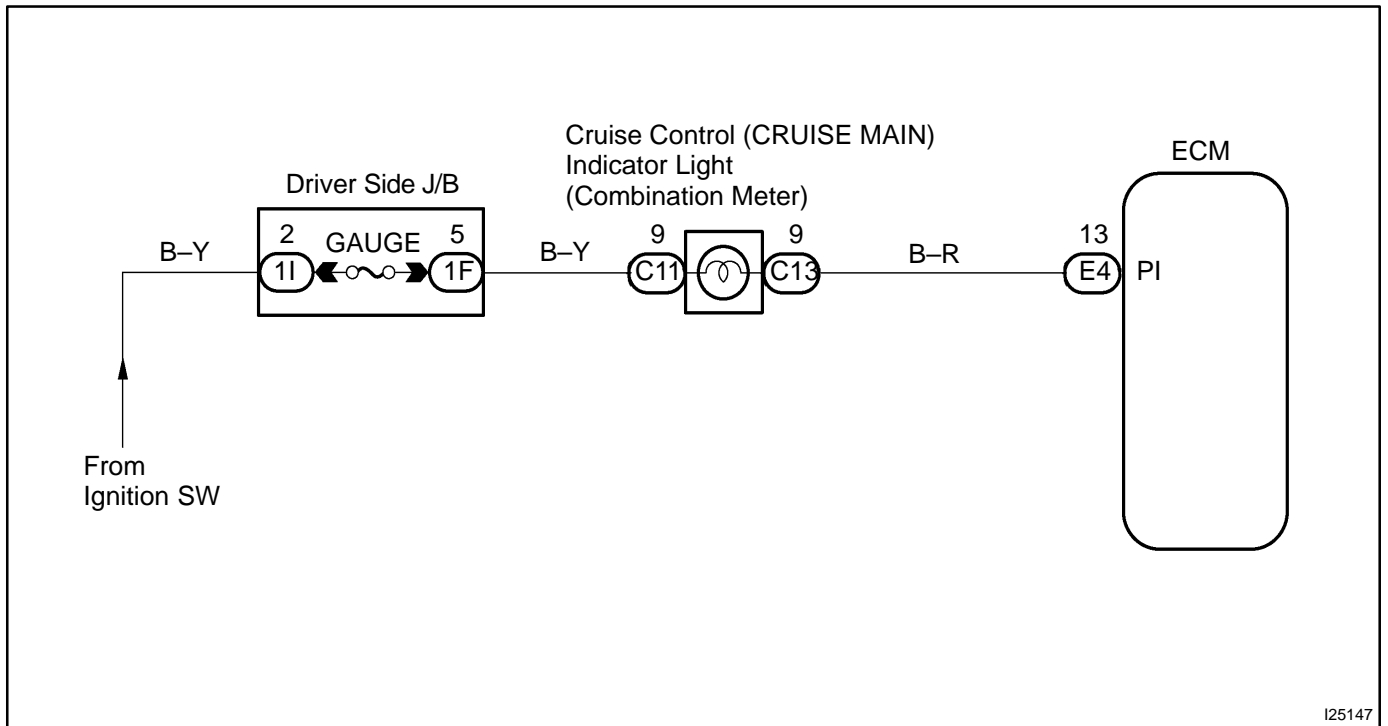 Cruise Control (CRUISE MAIN)
Indicator Light
(Combination Meter)
ECM
Driver Side J/B
B–Y
2
GAUGE
5
B–Y
9
9
B–R
13
1I
1F
C11
C13
E4
PI
From
Ignition SW
I25147